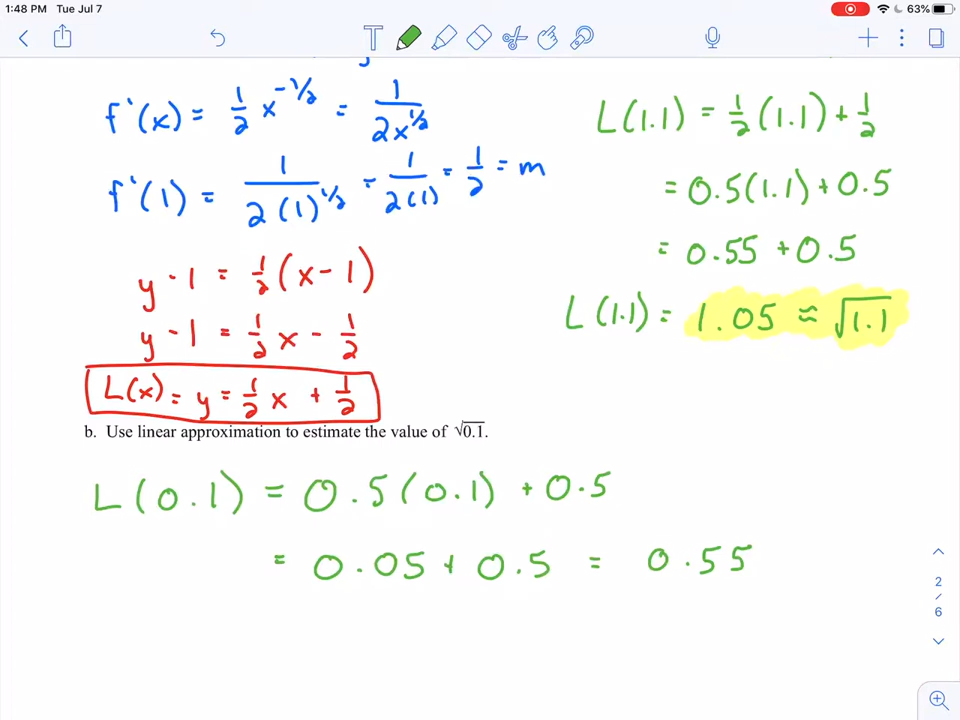 1:48 PM Tue Jul 7
63%
f'(x) = 1/2 x^-1/2 = 1/2x^1/2
f'(1) = 1/2(1)^1/2 = 1/2(1) = 1/2 = m
y - 1 = 1/2(x - 1)
y - 1 = 1/2 x - 1/2
L(x) = y = 1/2 x + 1/2
L(1.1) = 1/2(1.1) + 1/2
= 0.5(1.1) + 0.5
= 0.55 + 0.5
L(1.1) = 1.05 ≈ √1.1
b. Use linear approximation to estimate the value of √0.1.
L(0.1) = 0.5(0.1) + 0.5
= 0.05 + 0.5 = 0.55
2
/
6